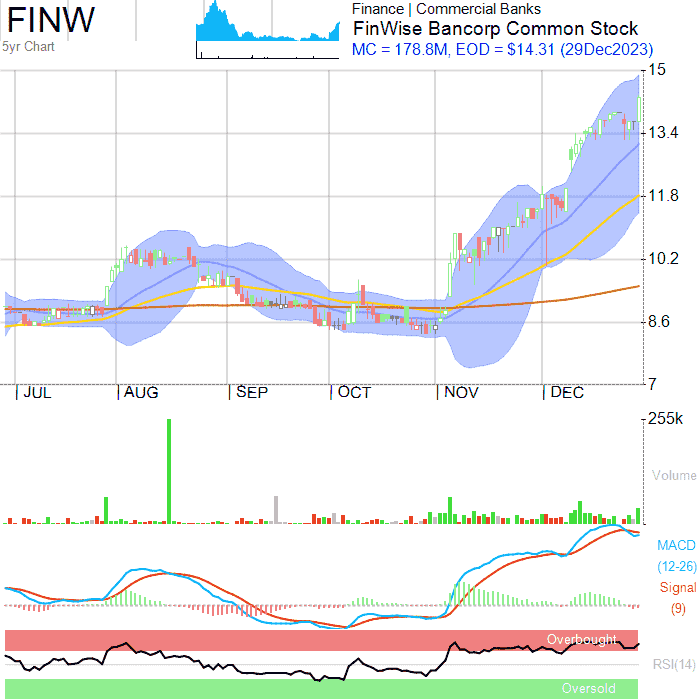 FINW
5yr Chart
Finance | Commercial Banks
FinWise Bancorp Common Stock
MC = 178.8M, EOD = $14.31 (29Dec2023)
15
13.4
11.8
10.2
8.6
7
JUL AUG SEP OCT NOV DEC
255k
Volume
MACD
(12-26)
Signal
(9)
Overbought
RSI(14)
Oversold